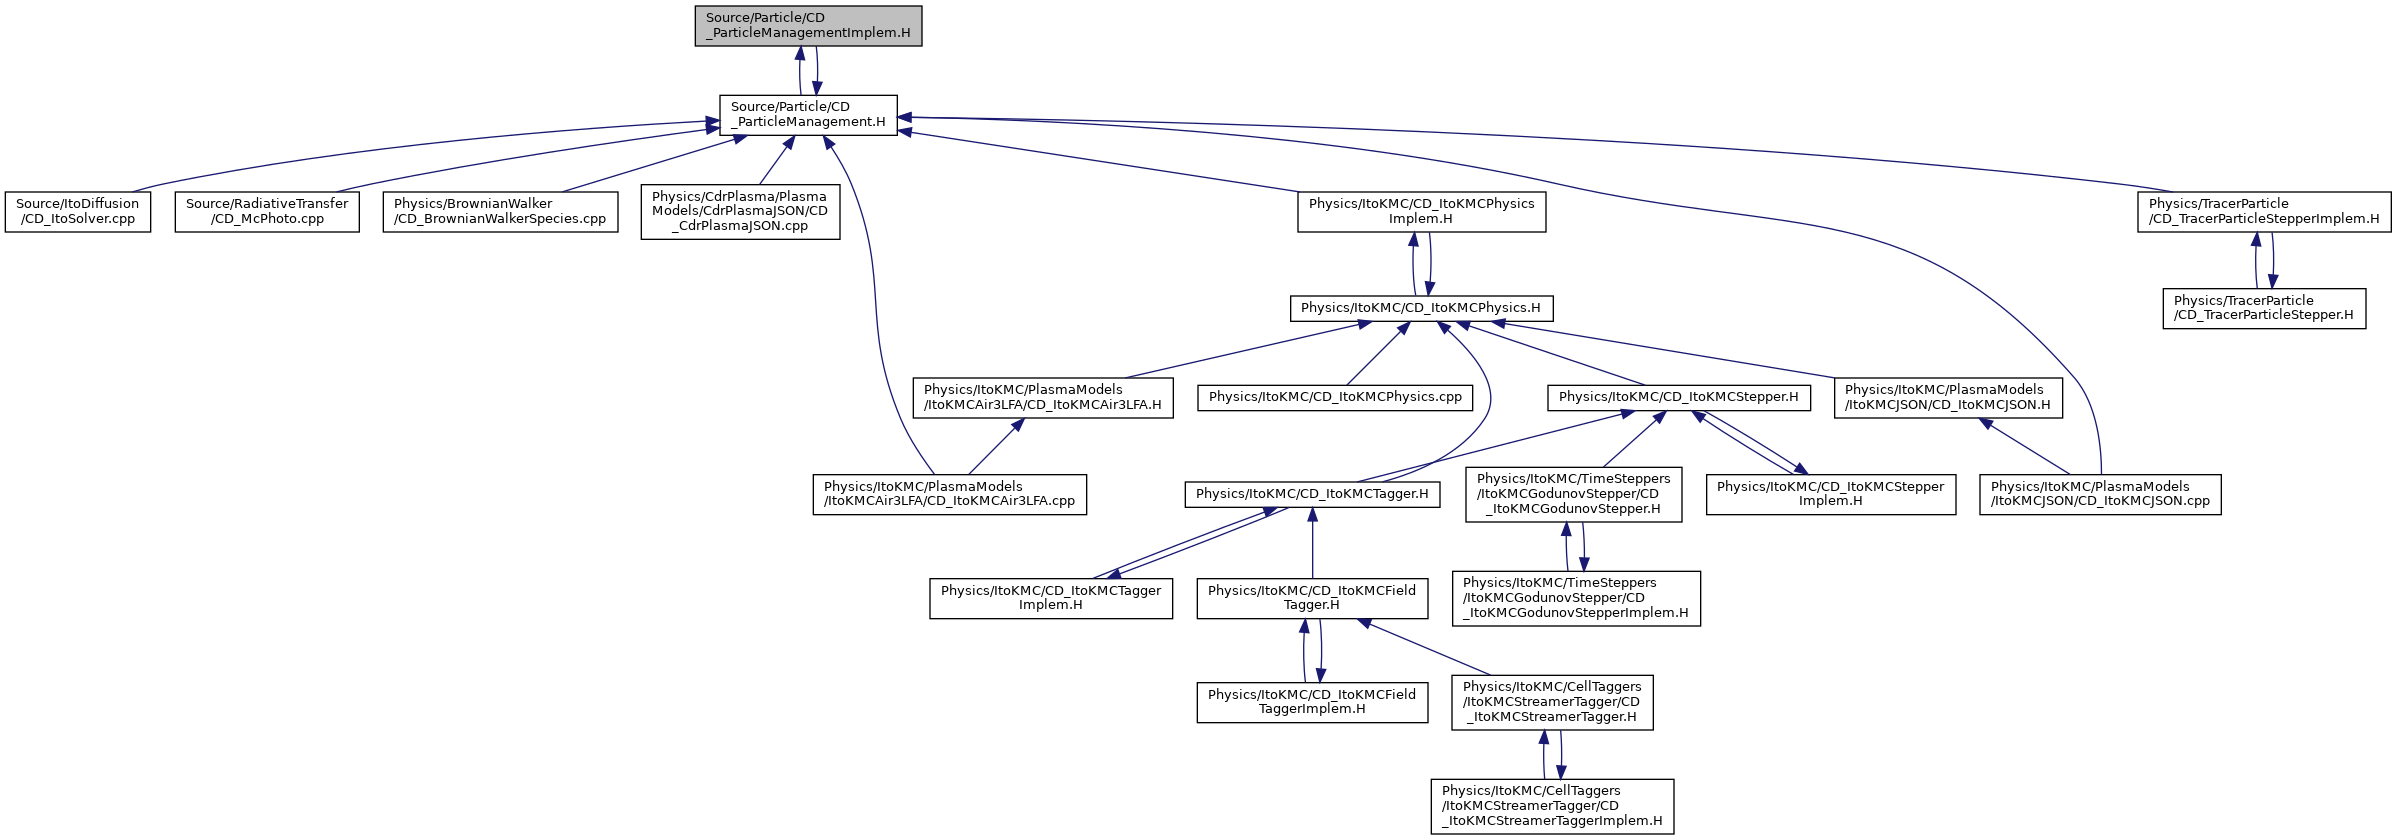 Source/Particle/CD
_ParticleManagementImplem.H
Source/Particle/CD
_ParticleManagement.H
Source/ItoDiffusion
/CD_ItoSolver.cpp
Source/RadiativeTransfer
/CD_McPhoto.cpp
Physics/BrownianWalker
/CD_BrownianWalkerSpecies.cpp
Physics/CdrPlasma/Plasma
Models/CdrPlasmaJSON/CD
_CdrPlasmaJSON.cpp
Physics/ItoKMC/CD_ItoKMCPhysics
Implem.H
Physics/TracerParticle
/CD_TracerParticleStepperImplem.H
Physics/ItoKMC/CD_ItoKMCPhysics.H
Physics/TracerParticle
/CD_TracerParticleStepper.H
Physics/ItoKMC/PlasmaModels
/ItoKMCAir3LFA/CD_ItoKMCAir3LFA.H
Physics/ItoKMC/CD_ItoKMCPhysics.cpp
Physics/ItoKMC/CD_ItoKMCStepper.H
Physics/ItoKMC/PlasmaModels
/ItoKMCJSON/CD_ItoKMCJSON.H
Physics/ItoKMC/PlasmaModels
/ItoKMCAir3LFA/CD_ItoKMCAir3LFA.cpp
Physics/ItoKMC/CD_ItoKMCTagger.H
Physics/ItoKMC/TimeSteppers
/ItoKMCGodunovStepper/CD
_ItoKMCGodunovStepper.H
Physics/ItoKMC/CD_ItoKMCStepper
Implem.H
Physics/ItoKMC/PlasmaModels
/ItoKMCJSON/CD_ItoKMCJSON.cpp
Physics/ItoKMC/CD_ItoKMCTagger
Implem.H
Physics/ItoKMC/CD_ItoKMCField
Tagger.H
Physics/ItoKMC/TimeSteppers
/ItoKMCGodunovStepper/CD
_ItoKMCGodunovStepperImplem.H
Physics/ItoKMC/CD_ItoKMCField
TaggerImplem.H
Physics/ItoKMC/CellTaggers
/ItoKMCStreamerTagger/CD
_ItoKMCStreamerTagger.H
Physics/ItoKMC/CellTaggers
/ItoKMCStreamerTagger/CD
_ItoKMCStreamerTaggerImplem.H